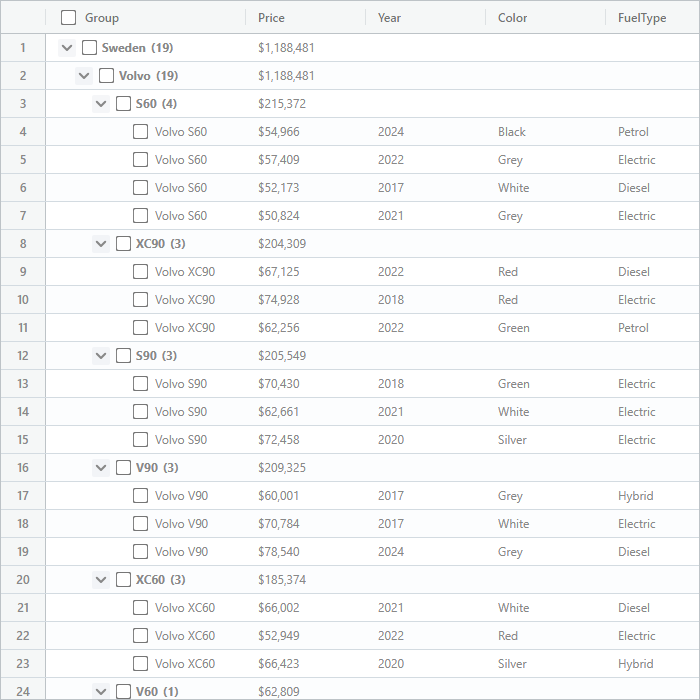 Group Price Year Color FuelType
1 Sweden (19) $1,188,481
2 Volvo (19) $1,188,481
3 S60 (4) $215,372
4 Volvo S60 $54,966 2024 Black Petrol
5 Volvo S60 $57,409 2022 Grey Electric
6 Volvo S60 $52,173 2017 White Diesel
7 Volvo S60 $50,824 2021 Grey Electric
8 XC90 (3) $204,309
9 Volvo XC90 $67,125 2022 Red Diesel
10 Volvo XC90 $74,928 2018 Red Electric
11 Volvo XC90 $62,256 2022 Green Petrol
12 S90 (3) $205,549
13 Volvo S90 $70,430 2018 Green Electric
14 Volvo S90 $62,661 2021 White Electric
15 Volvo S90 $72,458 2020 Silver Electric
16 V90 (3) $209,325
17 Volvo V90 $60,001 2017 Grey Hybrid
18 Volvo V90 $70,784 2017 White Electric
19 Volvo V90 $78,540 2024 Grey Diesel
20 XC60 (3) $185,374
21 Volvo XC60 $66,002 2021 White Diesel
22 Volvo XC60 $52,949 2022 Red Electric
23 Volvo XC60 $66,423 2020 Silver Hybrid
24 V60 (1) $62,809